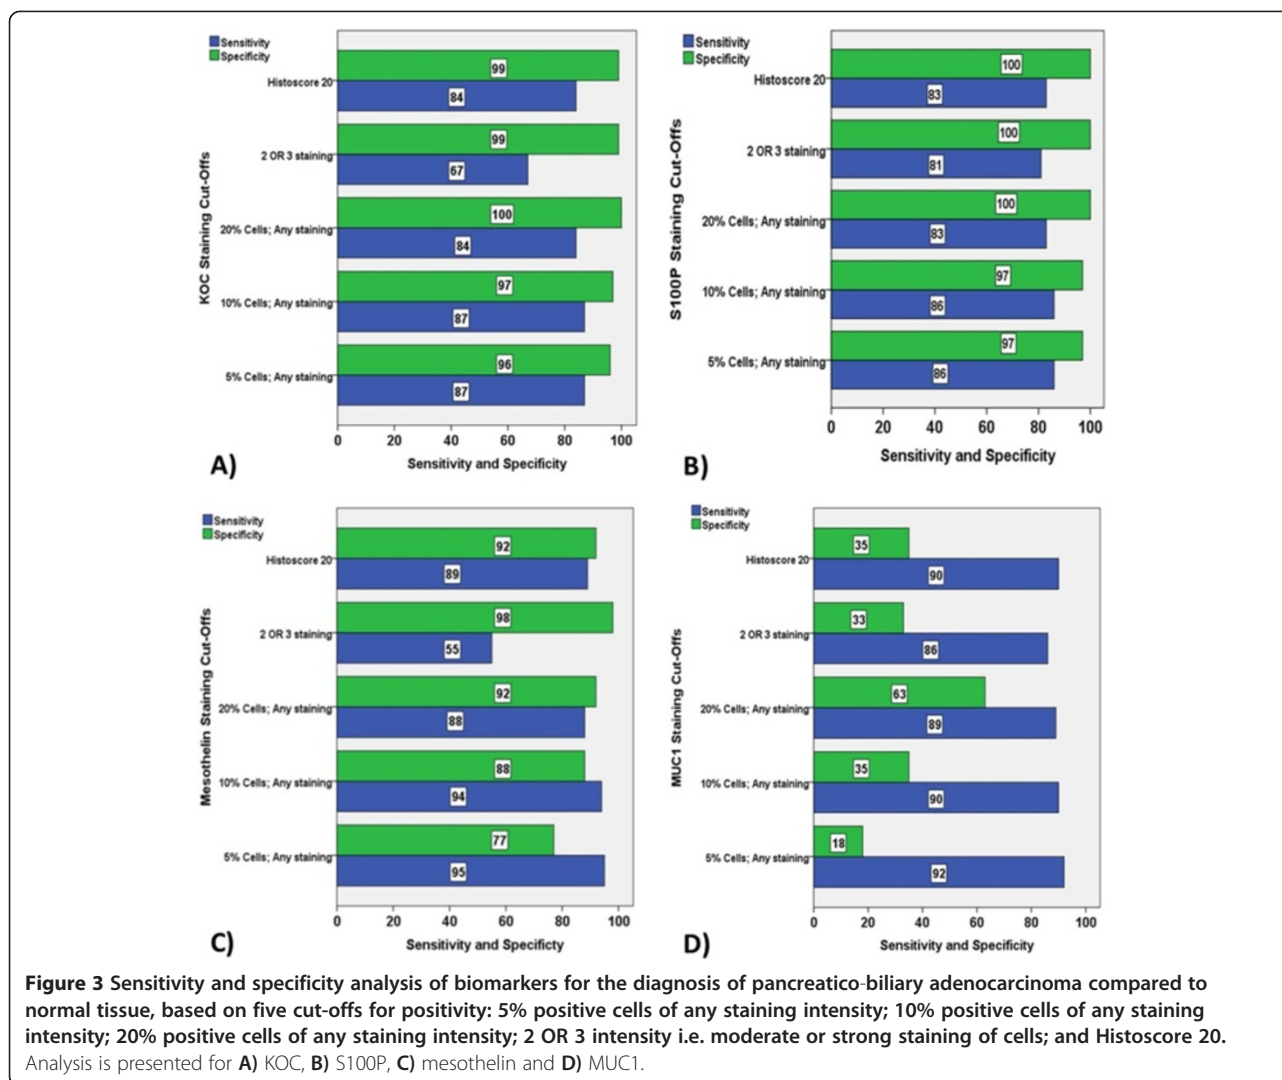 Sensitivity
Specificity
KOC Staining Cut-Offs
Histoscore 20
99
84
2 OR 3 staining
99
67
20% Cells; Any staining
100
84
10% Cells; Any staining
97
87
5% Cells; Any staining
96
87
0 20 40 60 80 100
Sensitivity and Specificity
A)
Sensitivity
Specificity
S100P Staining Cut-Offs
Histoscore 20
100
83
2 OR 3 staining
100
81
20% Cells; Any staining
100
83
10% Cells; Any staining
97
86
5% Cells; Any staining
97
86
0 20 40 60 80 100
Sensitivity and Specificity
B)
Sensitivity
Specificity
Mesothelin Staining Cut-Offs
Histoscore 20
92
89
2 OR 3 staining
98
55
20% Cells; Any staining
92
88
10% Cells; Any staining
88
94
5% Cells; Any staining
77
95
0 20 40 60 80 100
Sensitivity and Specificty
C)
Sensitivity
Specificity
MUC1 Staining Cut-Offs
Histoscore 20
35
90
2 OR 3 staining
33
86
20% Cells; Any staining
63
89
10% Cells; Any staining
35
90
5% Cells; Any staining
18
92
0 20 40 60 80 100
Sensitivity and Specificity
D)
Figure 3 Sensitivity and specificity analysis of biomarkers for the diagnosis of pancreatico-biliary adenocarcinoma compared to
normal tissue, based on five cut-offs for positivity: 5% positive cells of any staining intensity; 10% positive cells of any staining
intensity; 20% positive cells of any staining intensity; 2 OR 3 intensity i.e. moderate or strong staining of cells; and Histoscore 20.
Analysis is presented for A) KOC, B) S100P, C) mesothelin and D) MUC1.